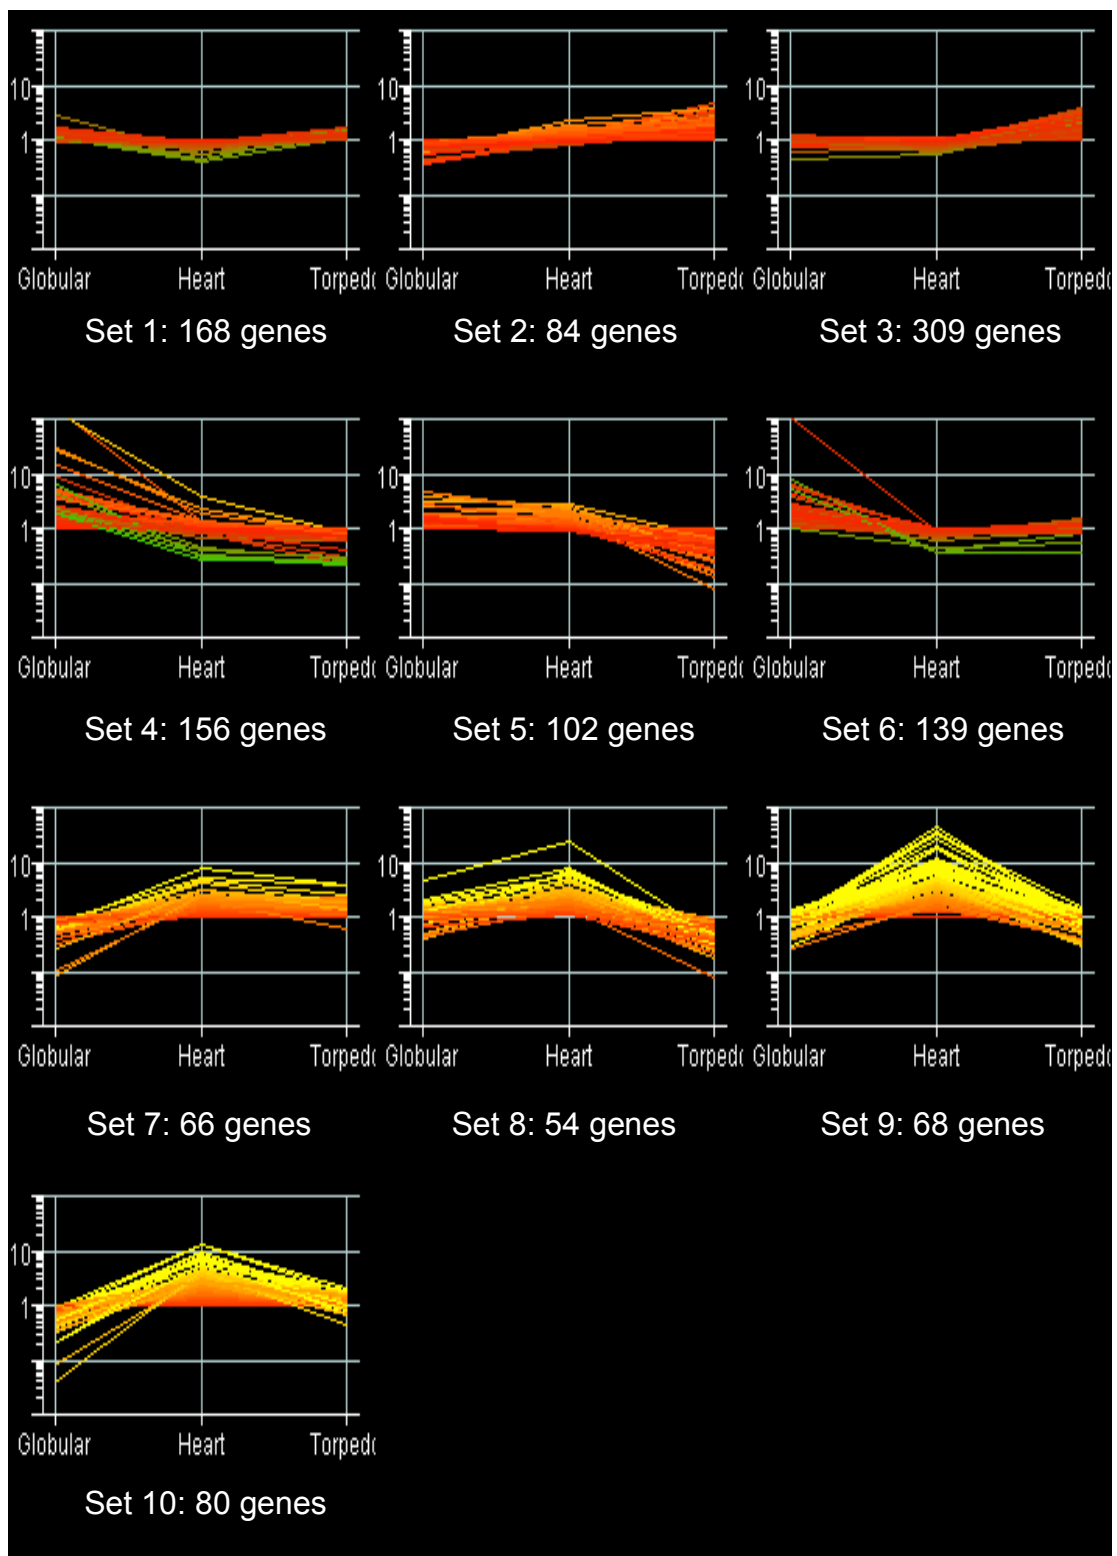 10 10 10
1 1 1
Globular Heart Torpedo Globular Heart Torpedo Globular Heart Torpedo
Set 1: 168 genes Set 2: 84 genes Set 3: 309 genes
10 10 10
1 1 1
Globular Heart Torpedo Globular Heart Torpedo Globular Heart Torpedo
Set 4: 156 genes Set 5: 102 genes Set 6: 139 genes
10 10 10
1 1 1
Globular Heart Torpedo Globular Heart Torpedo Globular Heart Torpedo
Set 7: 66 genes Set 8: 54 genes Set 9: 68 genes
10
1
Globular Heart Torpedo
Set 10: 80 genes